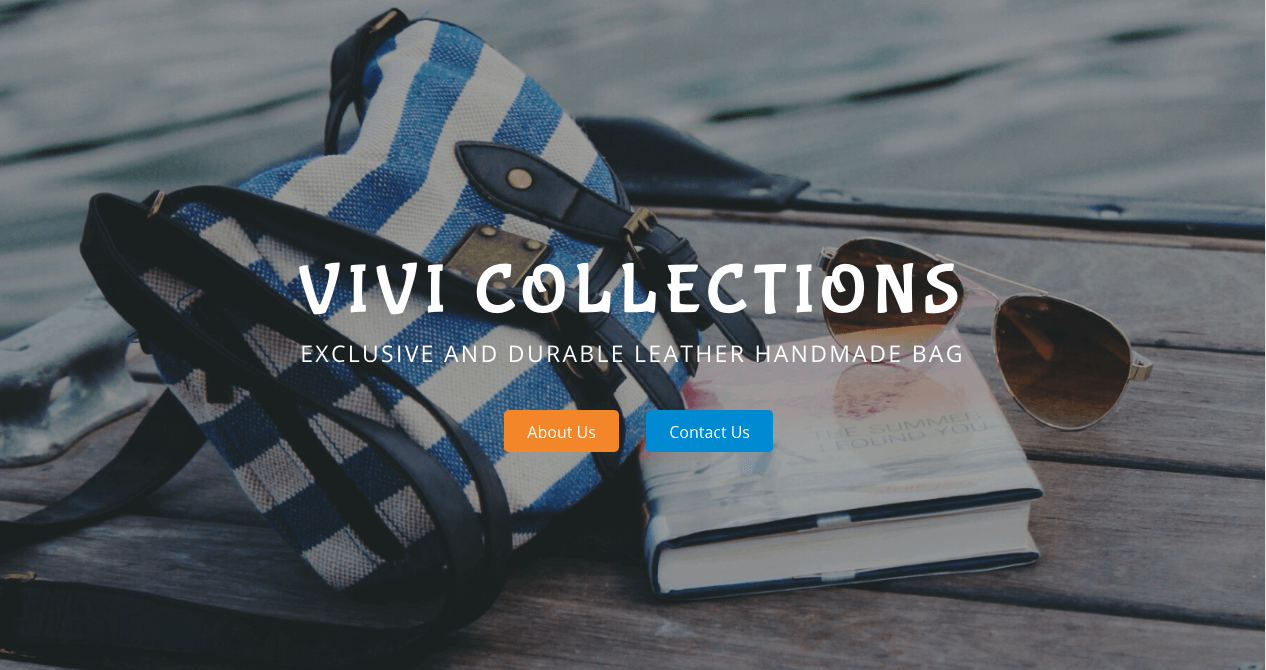 VIVI COLLECTIONS
EXCLUSIVE AND DURABLE LEATHER HANDMADE BAG
About Us
Contact Us
THE SUMMER
FOUND YOU